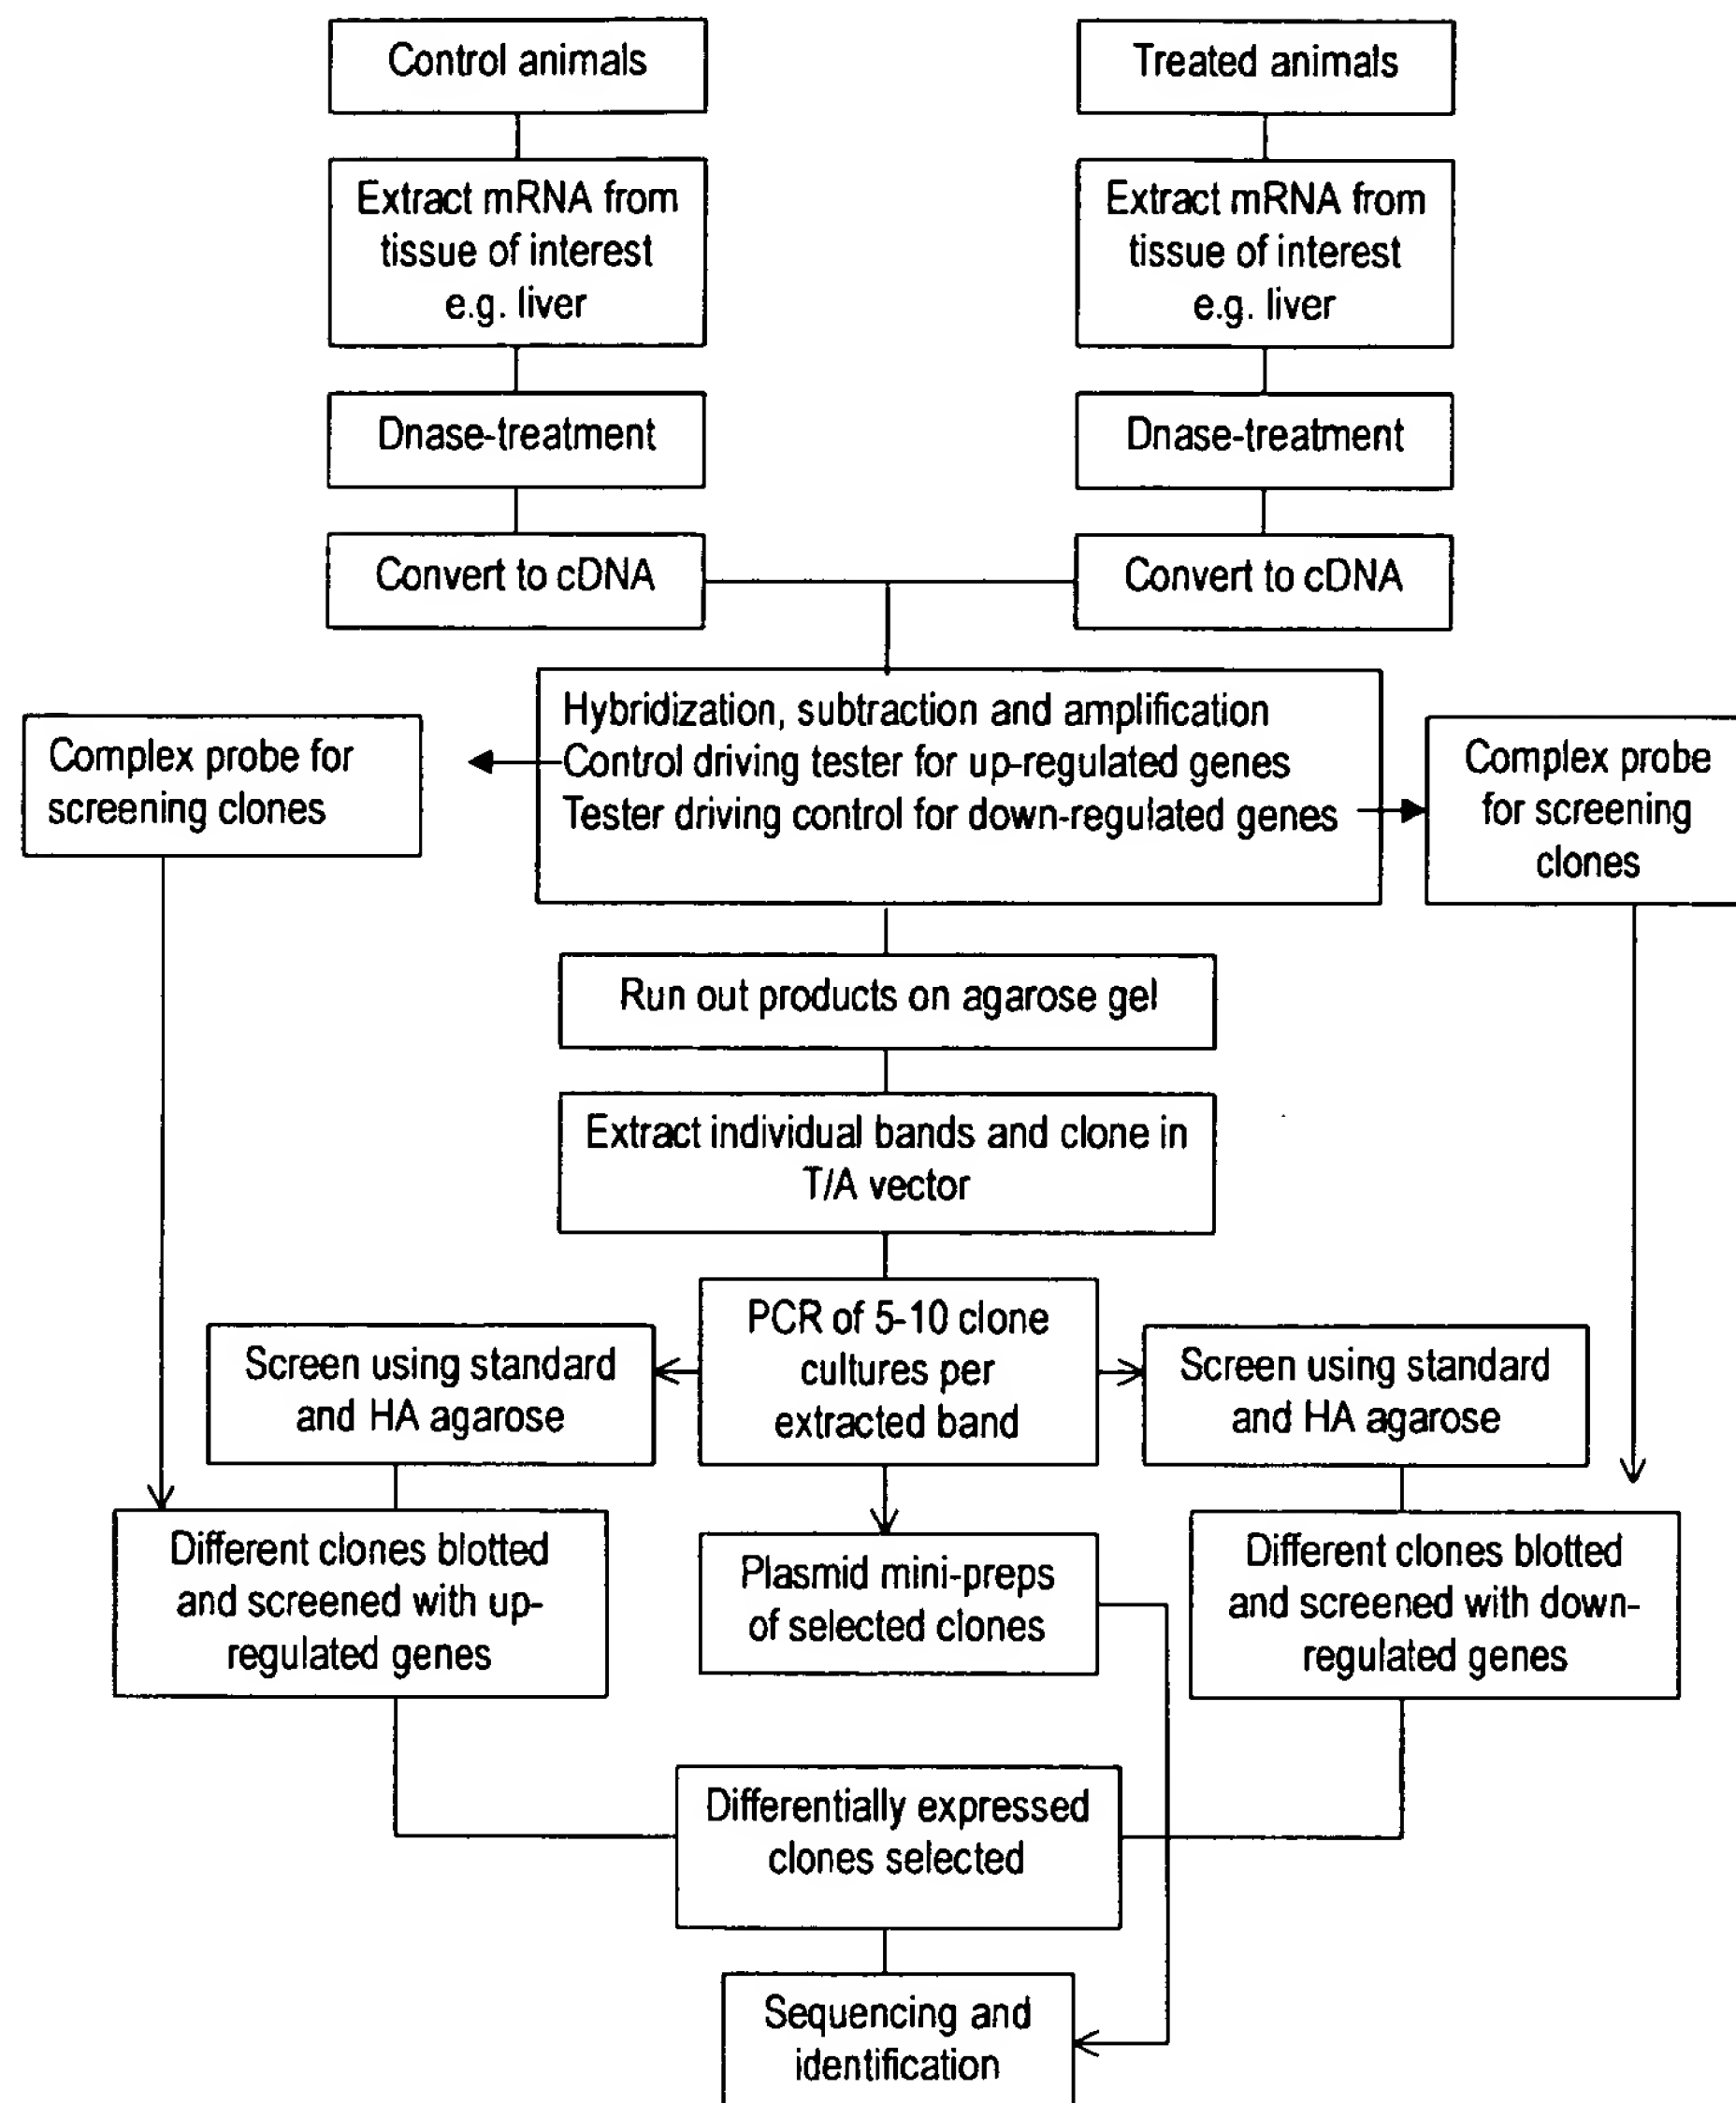 Control animals
Treated animals
Extract mRNA from
tissue of interest
e.g. liver
Extract mRNA from
tissue of interest
e.g. liver
Dnase-treatment
Dnase-treatment
Convert to cDNA
Convert to cDNA
Hybridization, subtraction and amplification
Control driving tester for up-regulated genes
Tester driving control for down-regulated genes
Complex probe for
screening clones
Complex probe
for screening
clones
Run out products on agarose gel
Extract individual bands and clone in
T/A vector
PCR of 5-10 clone
cultures per
extracted band
Screen using standard
and HA agarose
Screen using standard
and HA agarose
Different clones blotted
and screened with up-
regulated genes
Plasmid mini-preps
of selected clones
Different clones blotted
and screened with down-
regulated genes
Differentially expressed
clones selected
Sequencing and
identification